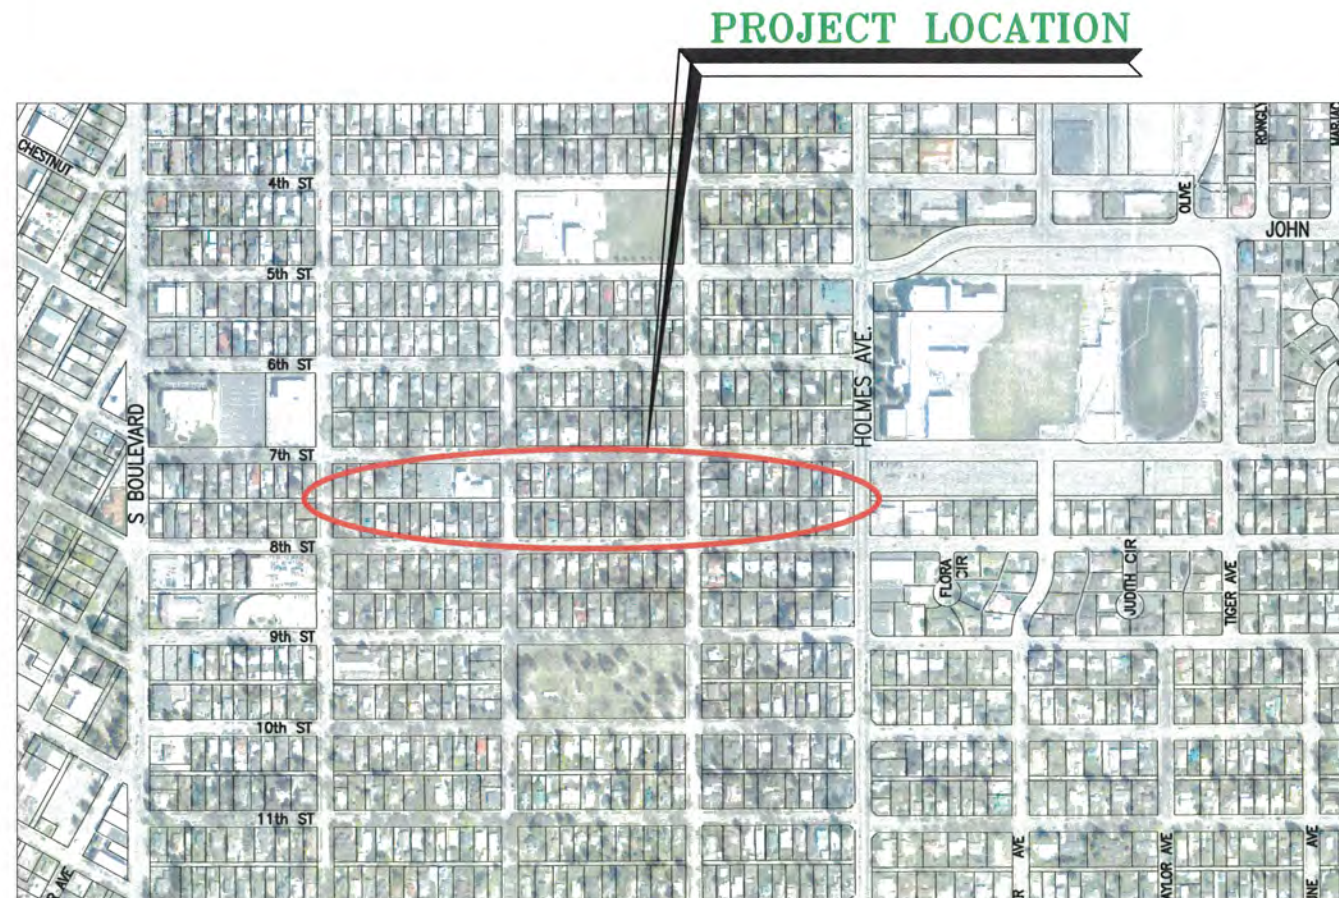 PROJECT LOCATION
CHESTNUT
4th ST
5th ST
6th ST
7th ST
8th ST
9th ST
10th ST
11th ST
S BOULEVARD
HOLMES AVE.
OLIVE
JOHN
FLORA CIR
JUDITH CIR
TIGER AVE
AVE
AVE
AVE